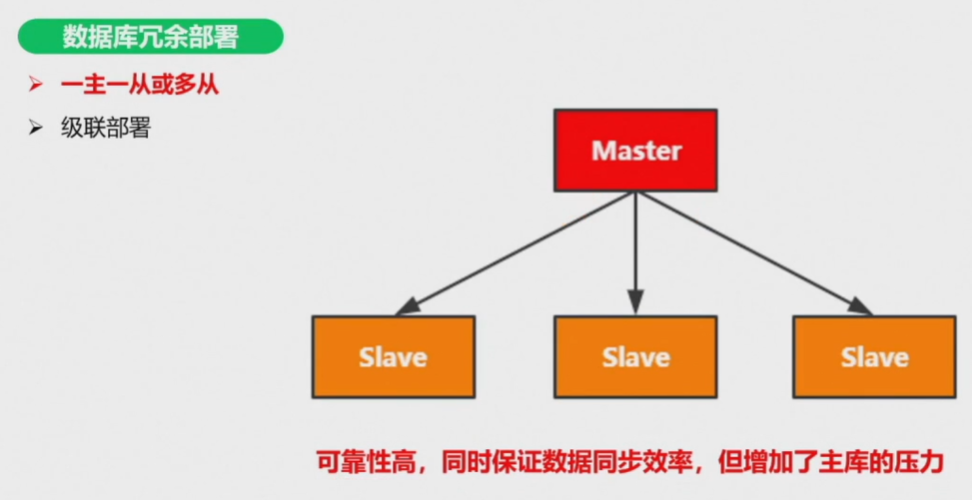 数据库冗余部署
一主一从或多从
级联部署
Master
Slave Slave Slave
可靠性高，同时保证数据同步效率，但增加了主库的压力